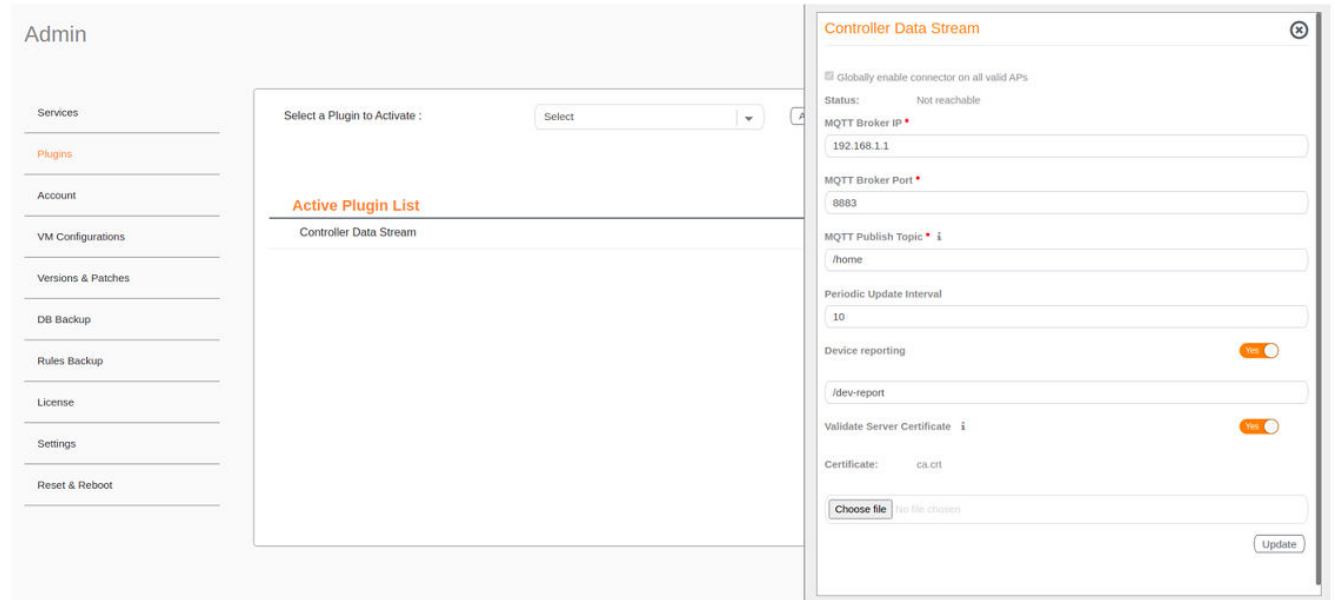 Admin
Services
Plugins
Account
VM Configurations
Versions & Patches
DB Backup
Rules Backup
License
Settings
Reset & Reboot
Select a Plugin to Activate :
Select
Active Plugin List
Controller Data Stream
Controller Data Stream
Globally enable connector on all valid APs
Status: Not reachable
MQTT Broker IP *
192.168.1.1
MQTT Broker Port *
8883
MQTT Publish Topic * i
/home
Periodic Update Interval
10
Device reporting Yes
/dev-report
Validate Server Certificate i Yes
Certificate: ca.crt
Choose file No file chosen
Update